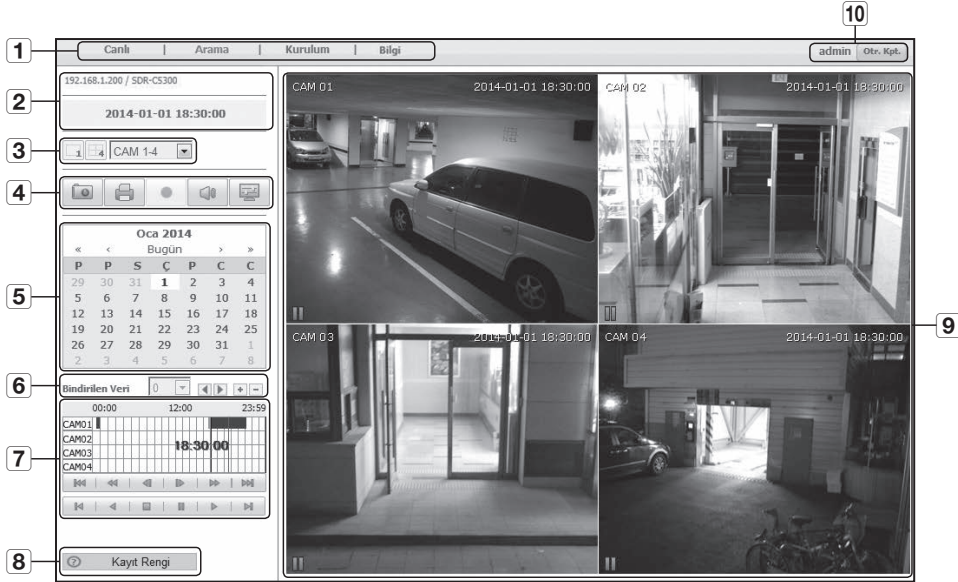 10
1
Canlı | Arama | Kurulum | Bilgi
admin Otr. Kpt.
192.168.1.200 / SDR-C5300
2
2014-01-01 18:30:00
3
1 4 CAM 1-4
4
Oca 2014
« ‹ Bugün › »
P P S Ç P C C
29 30 31 1 2 3 4
5
5 6 7 8 9 10 11
12 13 14 15 16 17 18
19 20 21 22 23 24 25
26 27 28 29 30 31 1
2 3 4 5 6 7 8
6
Bindirilen Veri 0
00:00 12:00 23:59
CAM01
CAM02
18:30:00
7
CAM03
CAM04
8
Kayıt Rengi
CAM 01 2014-01-01 18:30:00
CAM 02 2014-01-01 18:30:00
CAM 03 2014-01-01 18:30:00
CAM 04 2014-01-01 18:30:00
9